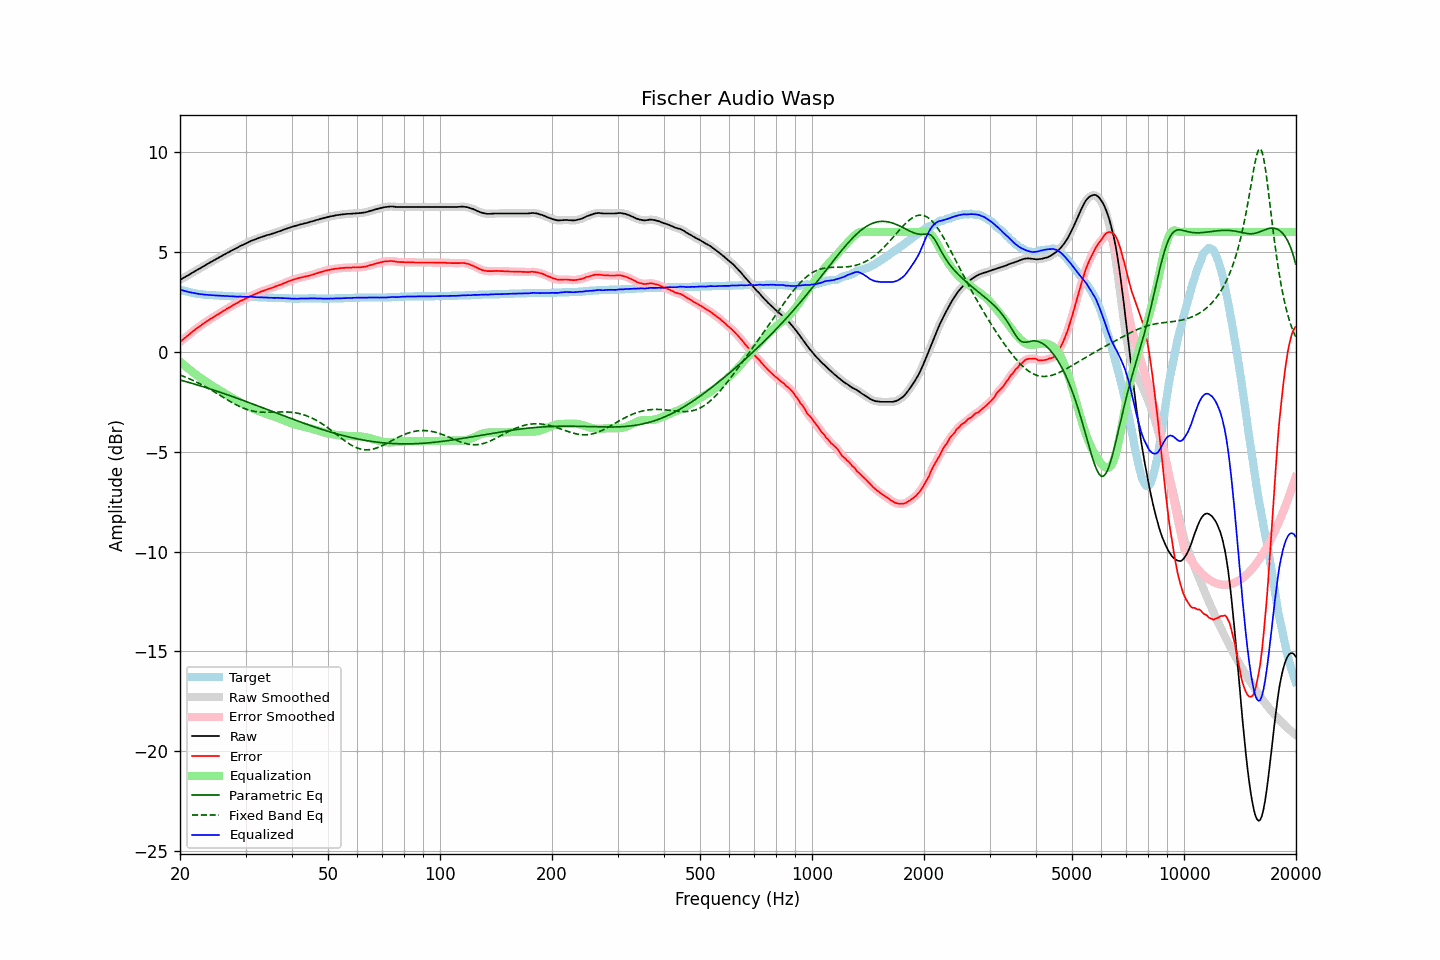 Fischer Audio Wasp
10
5
0
−5
−10
−15
−20
−25
Amplitude (dBr)
Target
Raw Smoothed
Error Smoothed
Raw
Error
Equalization
Parametric Eq
Fixed Band Eq
Equalized
20 50 100 200 500 1000 2000 5000 10000 20000
Frequency (Hz)